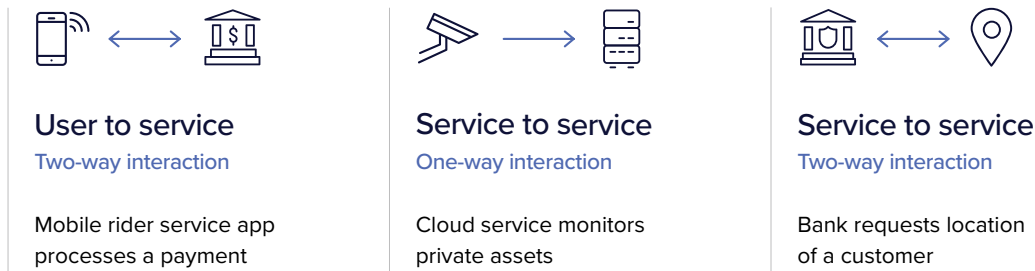 User to service
Two-way interaction
Mobile rider service app
processes a payment
Service to service
One-way interaction
Cloud service monitors
private assets
Service to service
Two-way interaction
Bank requests location
of a customer